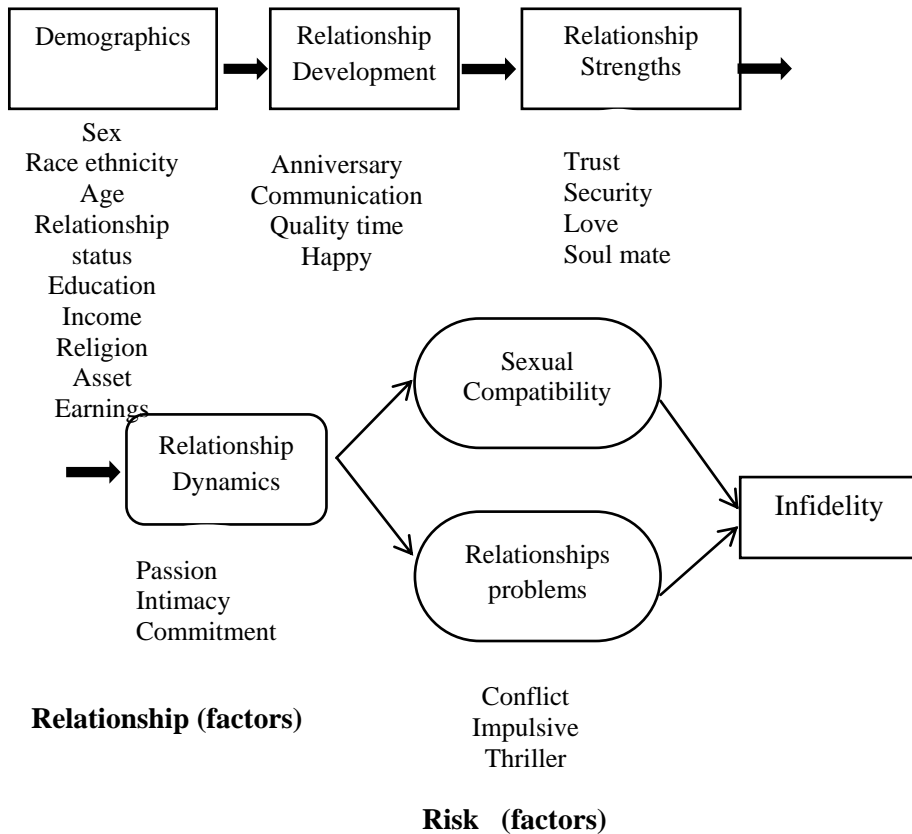 Demographics
Sex
Race ethnicity
Age
Relationship
status
Education
Income
Religion
Asset
Earnings
Relationship
Development
Anniversary
Communication
Quality time
Happy
Relationship
Strengths
Trust
Security
Love
Soul mate
Relationship
Dynamics
Passion
Intimacy
Commitment
Relationship (factors)
Sexual
Compatibility
Relationships
problems
Conflict
Impulsive
Thriller
Risk (factors)
Infidelity